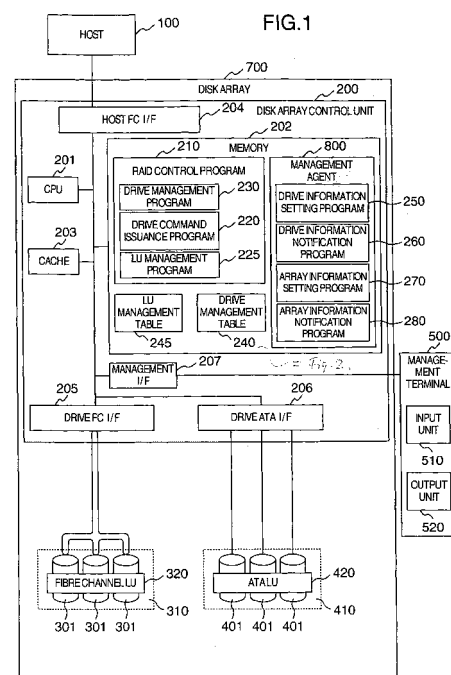 FIG.1
HOST
100
700
DISK ARRAY
200
DISK ARRAY CONTROL UNIT
204
HOST FC I/F
202
MEMORY
210
RAID CONTROL PROGRAM
800
MANAGEMENT
AGENT
201
CPU
DRIVE MANAGEMENT
PROGRAM
230
DRIVE INFORMATION
SETTING PROGRAM
250
DRIVE COMMAND
ISSUANCE PROGRAM
220
DRIVE INFORMATION
NOTIFICATION
PROGRAM
260
203
CACHE
LU MANAGEMENT
PROGRAM
225
ARRAY INFORMATION
SETTING PROGRAM
270
LU
MANAGEMENT
TABLE
245
DRIVE
MANAGEMENT
TABLE
240
ARRAY INFORMATION
NOTIFICATION
PROGRAM
280
Fig. 2.
207
MANAGEMENT
I/F
500
MANAGE-
MENT
TERMINAL
INPUT
UNIT
510
OUTPUT
UNIT
520
205
DRIVE FC I/F
206
DRIVE ATA I/F
FIBRE CHANNEL LU
320
310
301 301 301
ATA LU
420
410
401 401 401